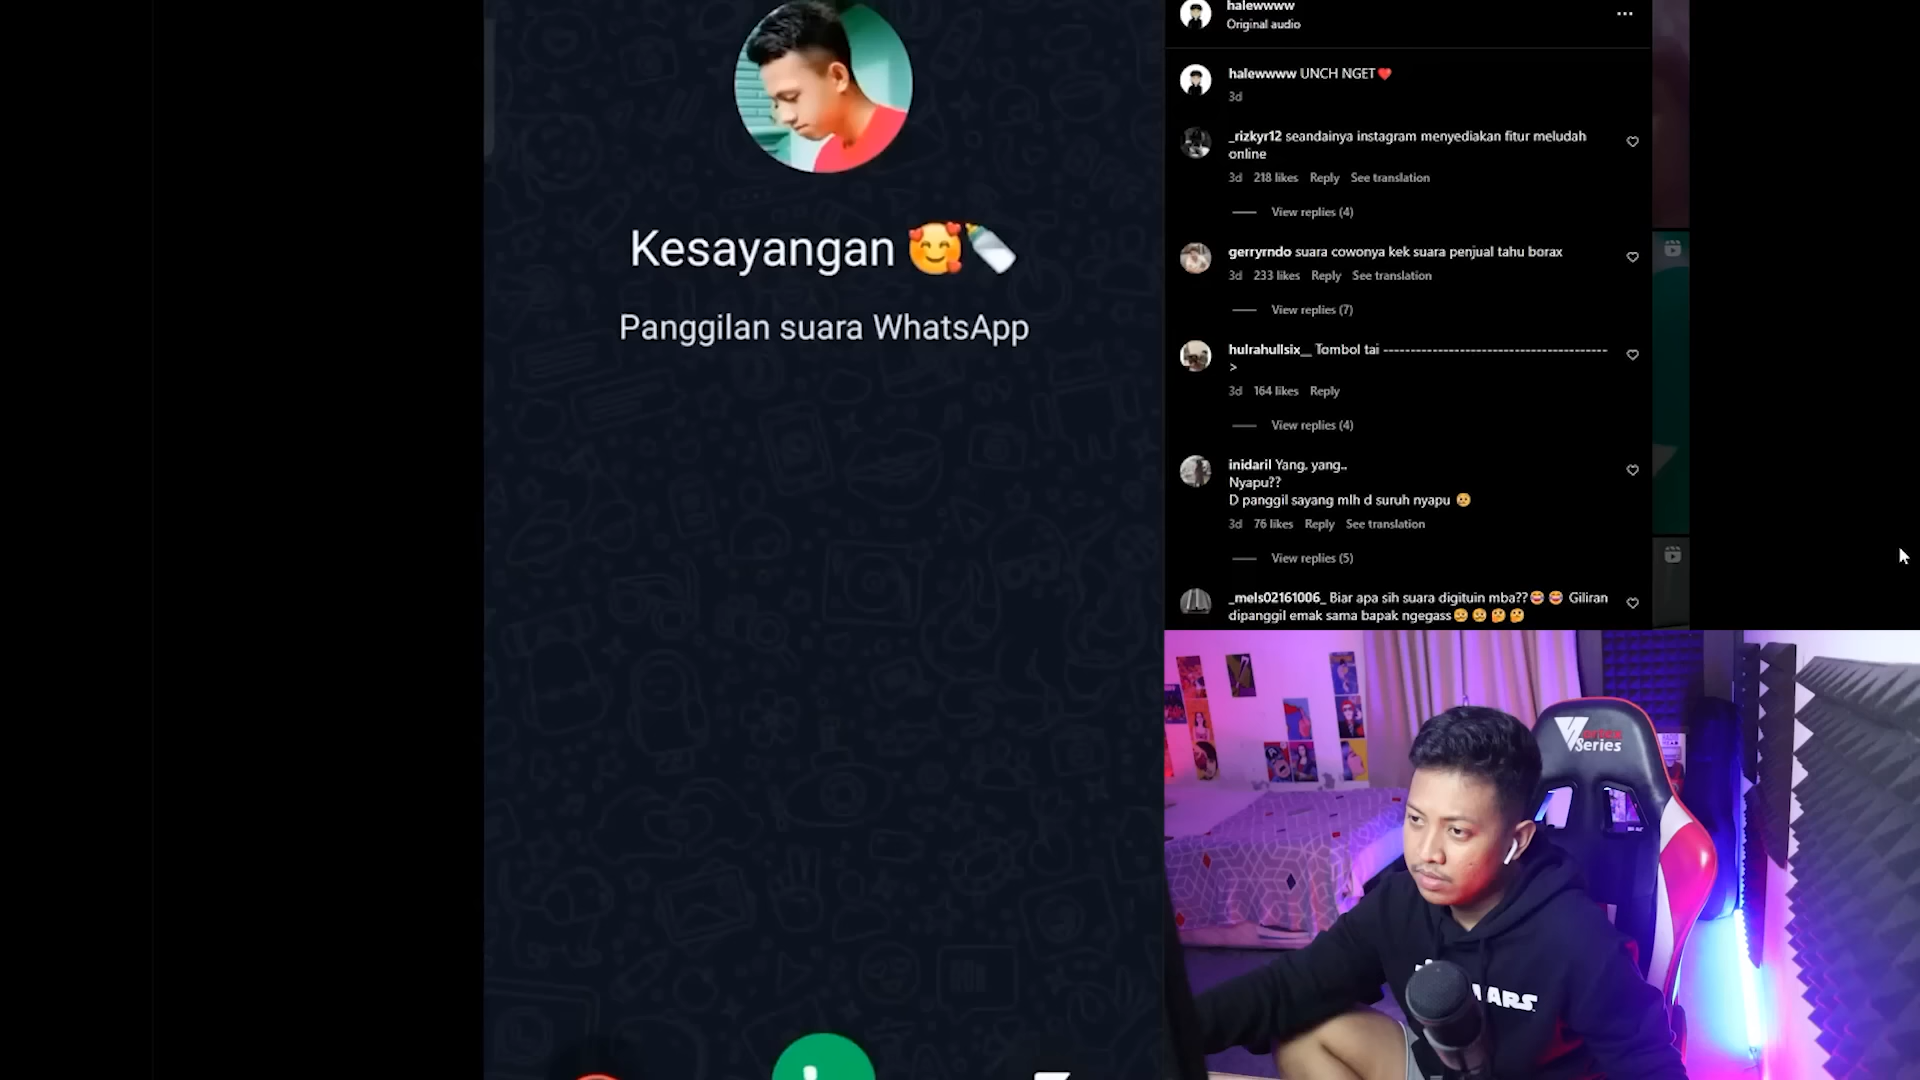 Kesayangan 🥰🍼
Panggilan suara WhatsApp
halewwww
Original audio
halewwww UNCH NGET❤️
3d
_rizkyr12 seandainya instagram menyediakan fitur meludah
online
3d 218 likes Reply See translation
View replies (4)
gerryrndo suara cowonya kek suara penjual tahu borax
3d 233 likes Reply See translation
View replies (7)
hulrahullsix__ Tombol tai -----------------------------------------
>
3d 164 likes Reply
View replies (4)
inidaril Yang, yang..
Nyapu??
D panggil sayang mlh d suruh nyapu 😢
3d 76 likes Reply See translation
View replies (5)
_mels02161006_ Biar apa sih suara digituin mba??😂 😂 Giliran
dipanggil emak sama bapak ngegass🥴 🥴 🤔 🤔
Series